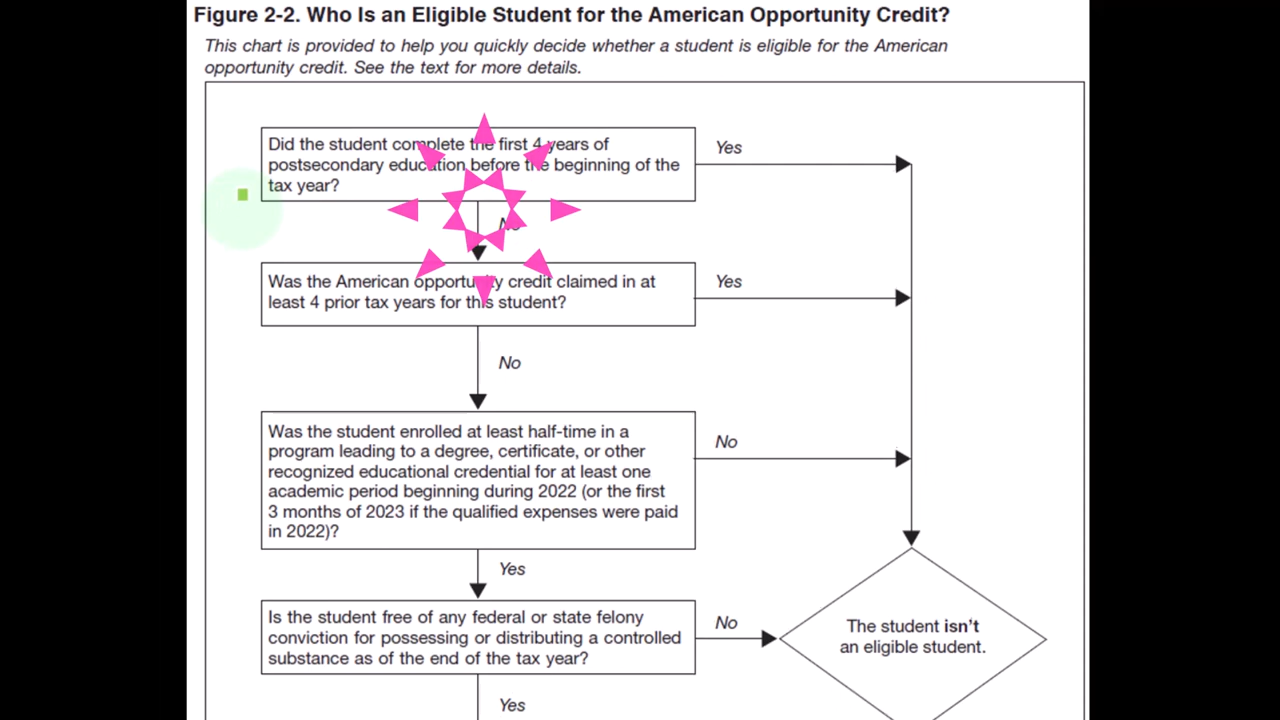 Figure 2-2. Who Is an Eligible Student for the American Opportunity Credit?
This chart is provided to help you quickly decide whether a student is eligible for the American
opportunity credit. See the text for more details.
Did the student complete the first 4 years of
postsecondary education before the beginning of the
tax year?
Yes
No
Was the American opportunity credit claimed in at
least 4 prior tax years for this student?
Yes
No
Was the student enrolled at least half-time in a
program leading to a degree, certificate, or other
recognized educational credential for at least one
academic period beginning during 2022 (or the first
3 months of 2023 if the qualified expenses were paid
in 2022)?
No
Yes
Is the student free of any federal or state felony
conviction for possessing or distributing a controlled
substance as of the end of the tax year?
No
The student isn't
an eligible student.
Yes